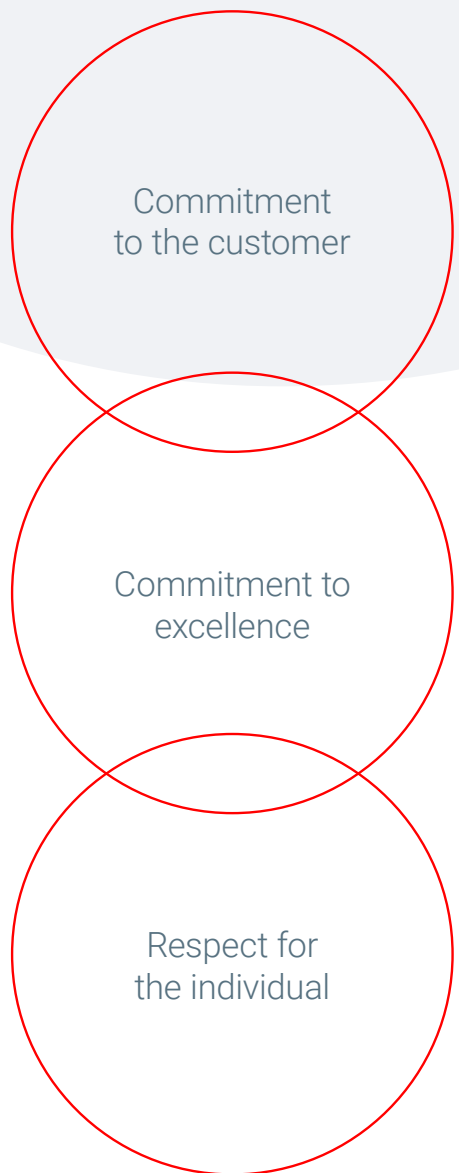 Commitment
to the customer
Commitment to
excellence
Respect for
the individual